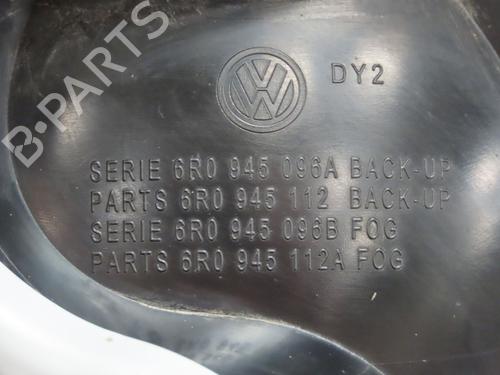 B-PARTS
DY2
SERIE 6R0 945 096A BACK-UP
PARTS 6R0 945 112 BACK-UP
SERIE 6R0 945 096B FOG
PARTS 6R0 945 112A FOG